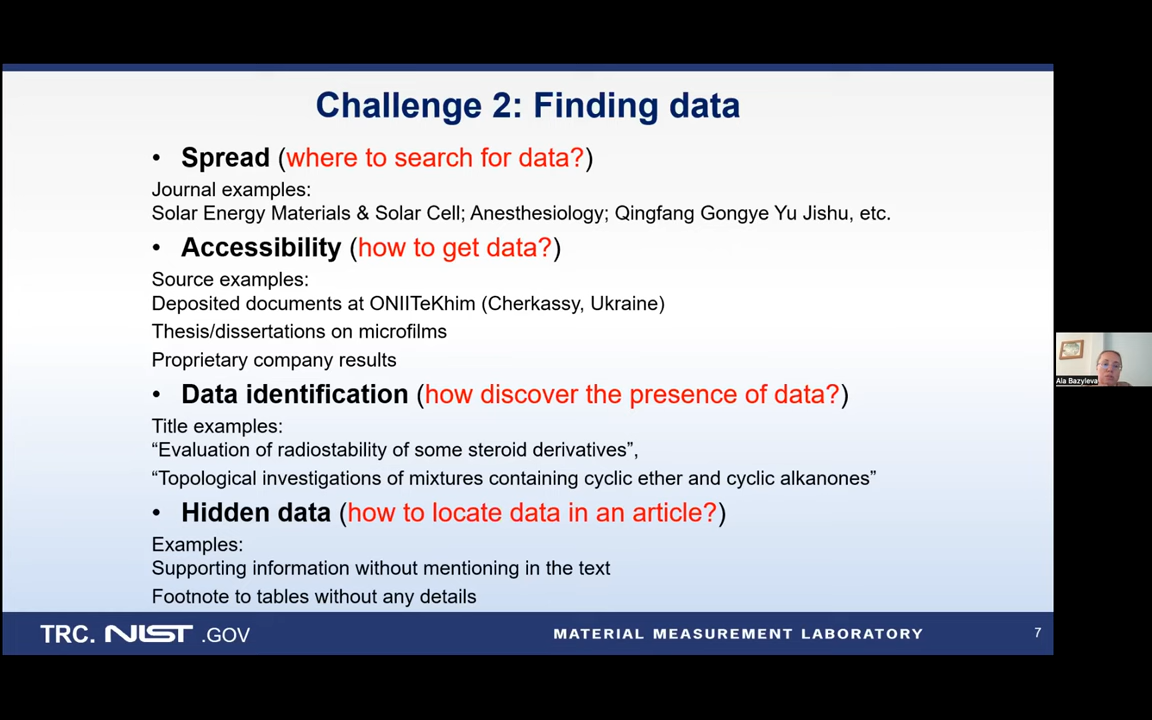 Challenge 2: Finding data
• Spread (where to search for data?)
Journal examples:
Solar Energy Materials & Solar Cell; Anesthesiology; Qingfang Gongye Yu Jishu, etc.
• Accessibility (how to get data?)
Source examples:
Deposited documents at ONIITeKhim (Cherkassy, Ukraine)
Thesis/dissertations on microfilms
Proprietary company results
• Data identification (how discover the presence of data?)
Title examples:
“Evaluation of radiostability of some steroid derivatives”,
“Topological investigations of mixtures containing cyclic ether and cyclic alkanones”
• Hidden data (how to locate data in an article?)
Examples:
Supporting information without mentioning in the text
Footnote to tables without any details
TRC. NIST .GOV
MATERIAL MEASUREMENT LABORATORY
7
Ala Bazyleva